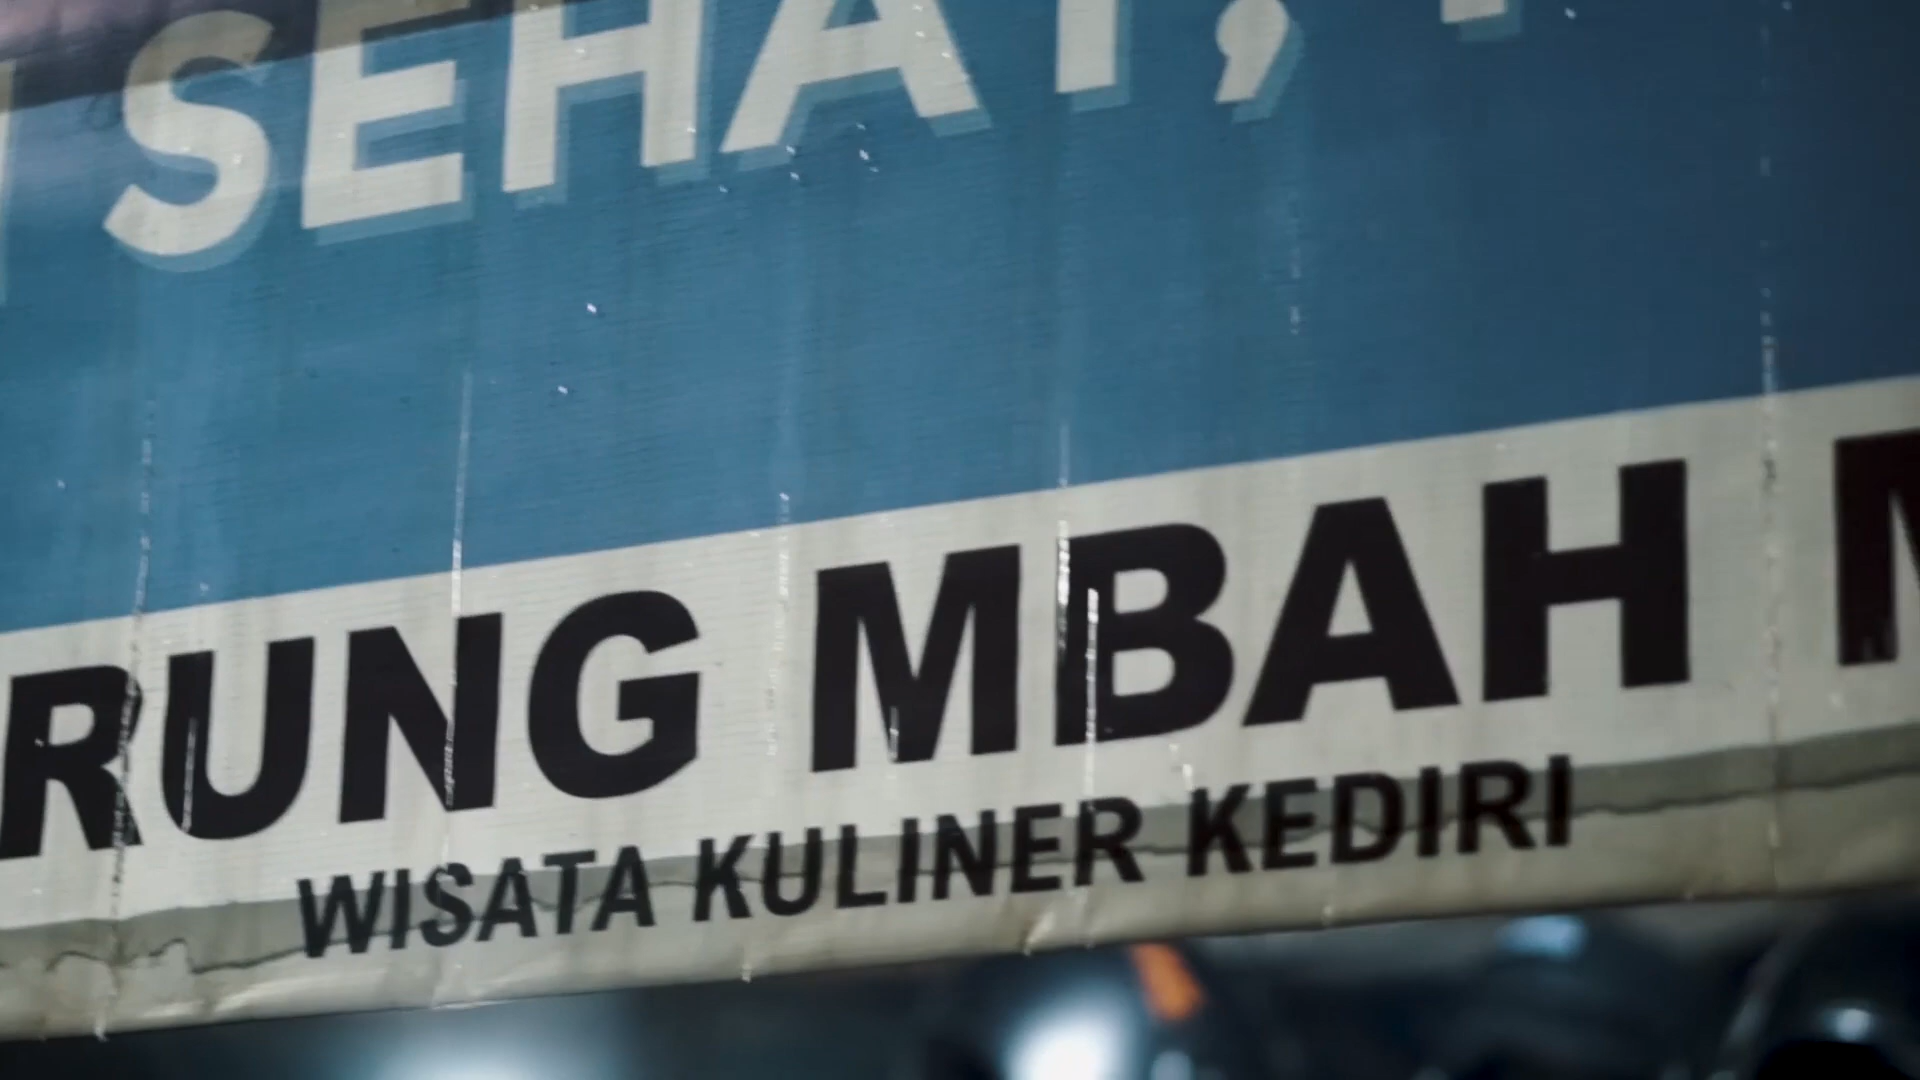 SEHAT,
RUNG MBAH
WISATA KULINER KEDIRI